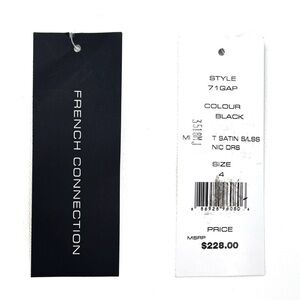 FRENCH CONNECTION
STYLE
71GAP
COLOUR
BLACK
T SATIN S/LSS
NIC DRS
SIZE
4
PRICE
MSRP
$228.00